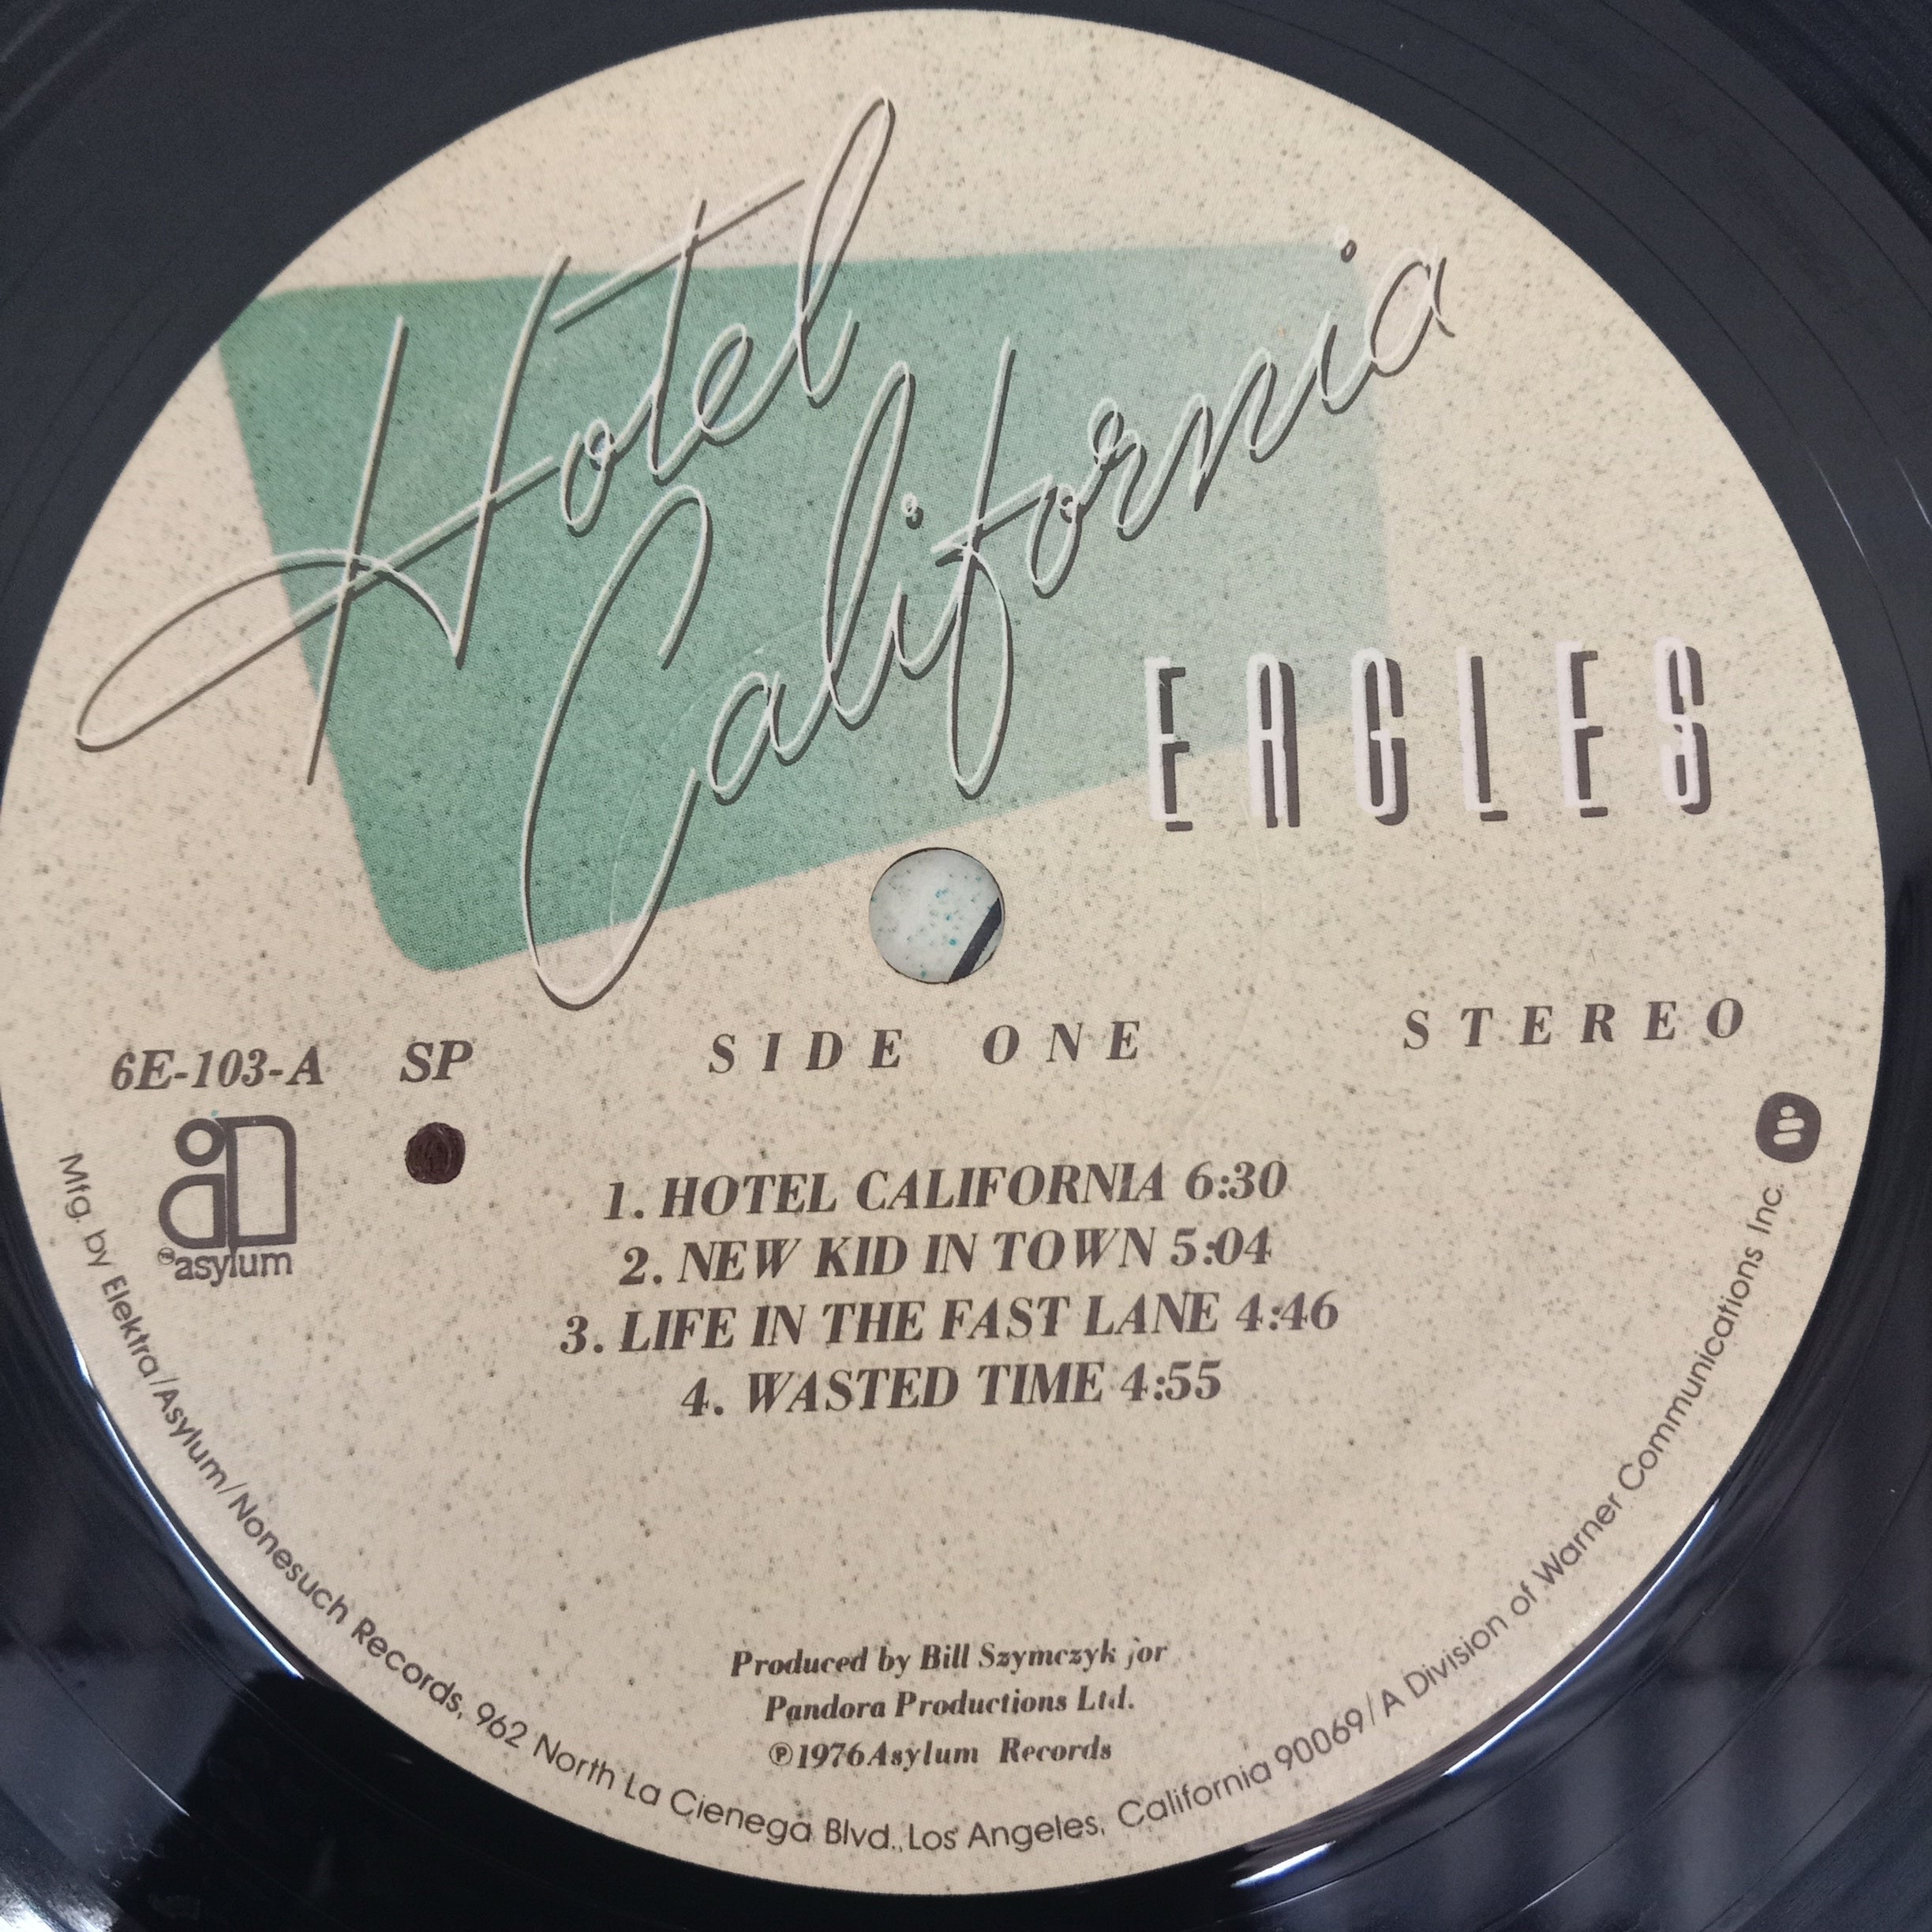 Hotel
California
EAGLES
6E-103-A SP SIDE ONE STEREO
asylum
1. HOTEL CALIFORNIA 6:30
2. NEW KID IN TOWN 5:04
3. LIFE IN THE FAST LANE 4:46
4. WASTED TIME 4:55
Produced by Bill Szymczyk for
Pandora Productions Ltd.
℗1976 Asylum Records
Mfg. by Elektra/Asylum/Nonesuch Records, 962 North La Cienega Blvd., Los Angeles, California 90069/A Division of Warner Communications Inc.